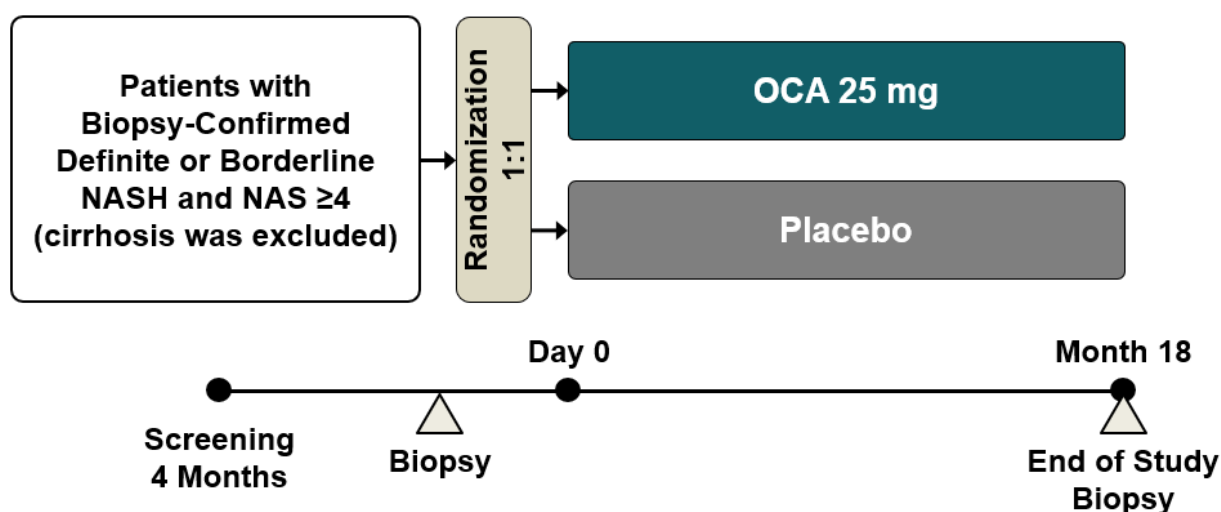 Patients with
Biopsy-Confirmed
Definite or Borderline
NASH and NAS ≥4
(cirrhosis was excluded)
Randomization
1:1
OCA 25 mg
Placebo
Day 0
Month 18
Screening
4 Months
Biopsy
End of Study
Biopsy